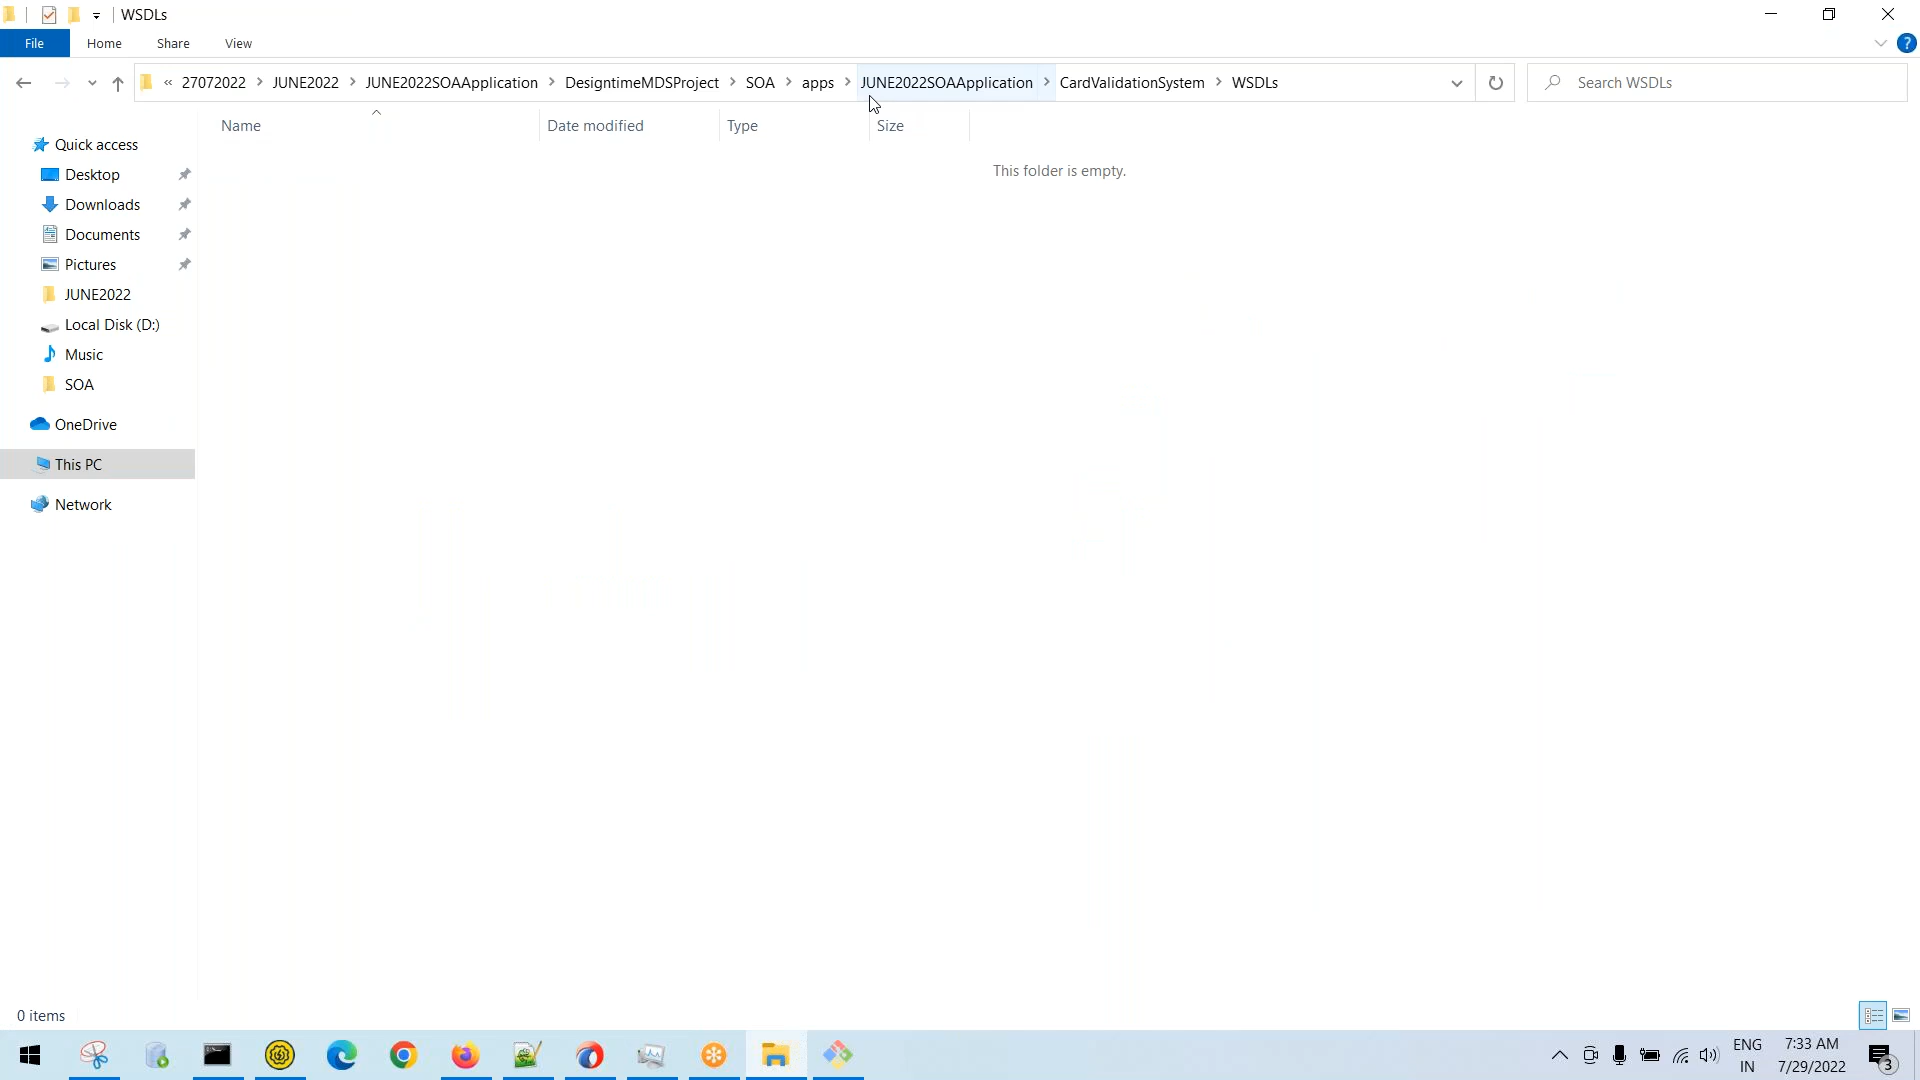 WSDLs
File Home Share View
« 27072022 > JUNE2022 > JUNE2022SOAApplication > DesigntimeMDSProject > SOA > apps > JUNE2022SOAApplication > CardValidationSystem > WSDLs
Search WSDLs
Name Date modified Type Size
This folder is empty.
Quick access
Desktop
Downloads
Documents
Pictures
JUNE2022
Local Disk (D:)
Music
SOA
OneDrive
This PC
Network
0 items
ENG
IN
7:33 AM
7/29/2022
3